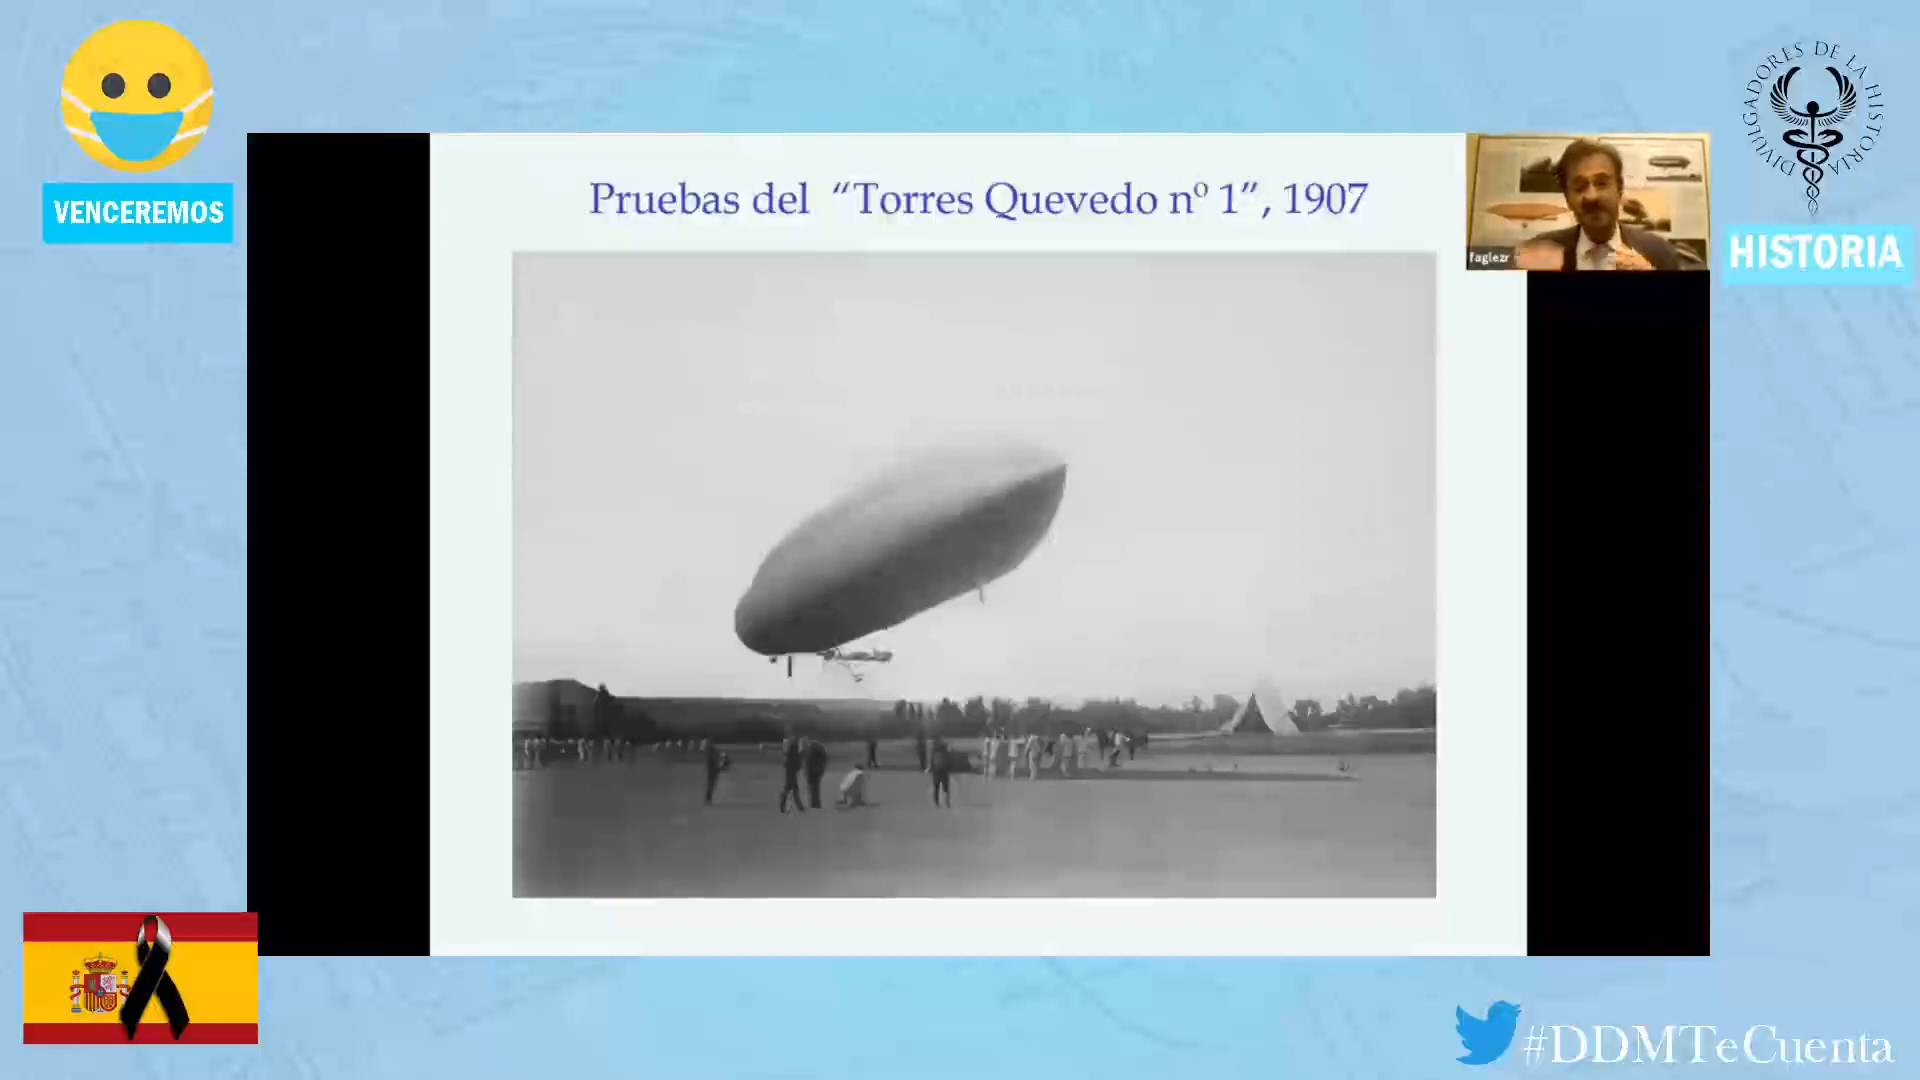 VENCEREMOS
Pruebas del “Torres Quevedo nº 1”, 1907
faglezr
DIVULGADORES DE LA HISTORIA
HISTORIA
#DDMTeCuenta